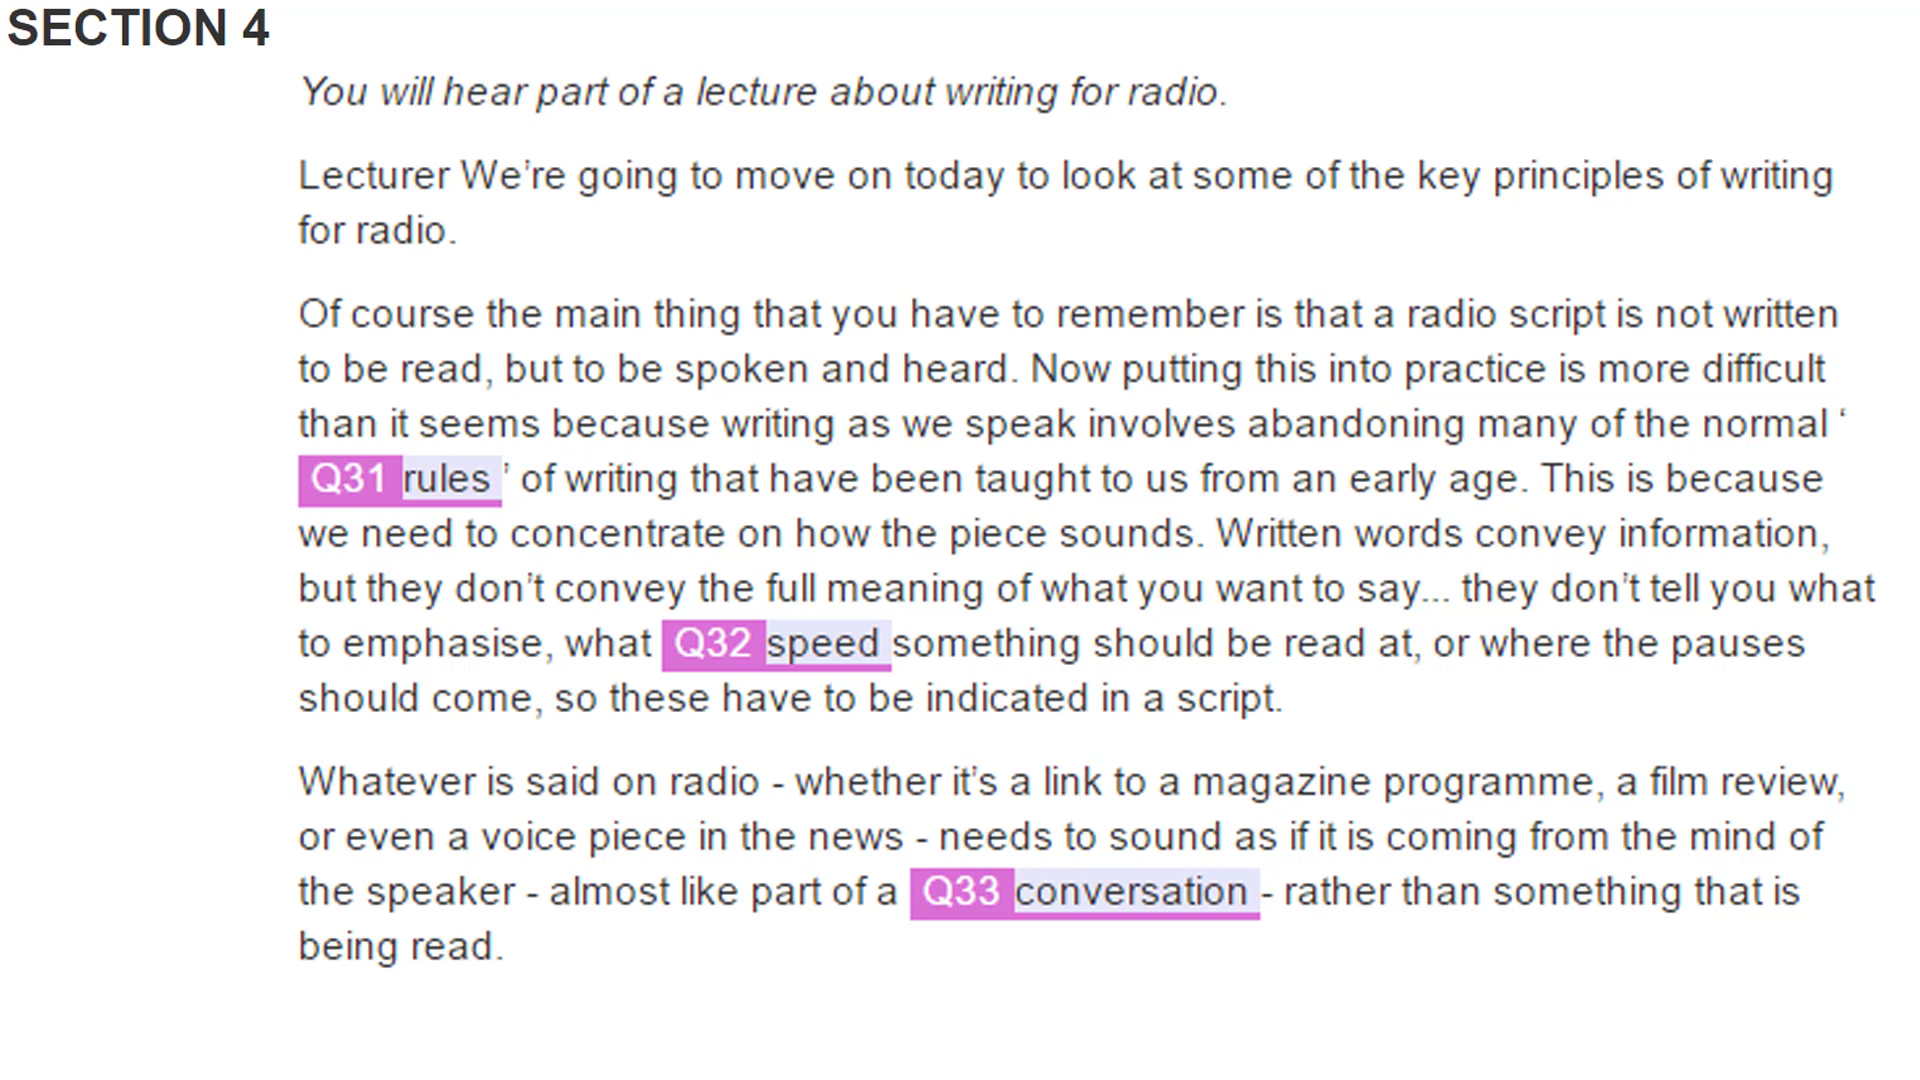 SECTION 4
You will hear part of a lecture about writing for radio.
Lecturer We’re going to move on today to look at some of the key principles of writing
for radio.
Of course the main thing that you have to remember is that a radio script is not written
to be read, but to be spoken and heard. Now putting this into practice is more difficult
than it seems because writing as we speak involves abandoning many of the normal ‘
Q31 rules ’ of writing that have been taught to us from an early age. This is because
we need to concentrate on how the piece sounds. Written words convey information,
but they don’t convey the full meaning of what you want to say... they don’t tell you what
to emphasise, what Q32 speed something should be read at, or where the pauses
should come, so these have to be indicated in a script.
Whatever is said on radio - whether it’s a link to a magazine programme, a film review,
or even a voice piece in the news - needs to sound as if it is coming from the mind of
the speaker - almost like part of a Q33 conversation - rather than something that is
being read.